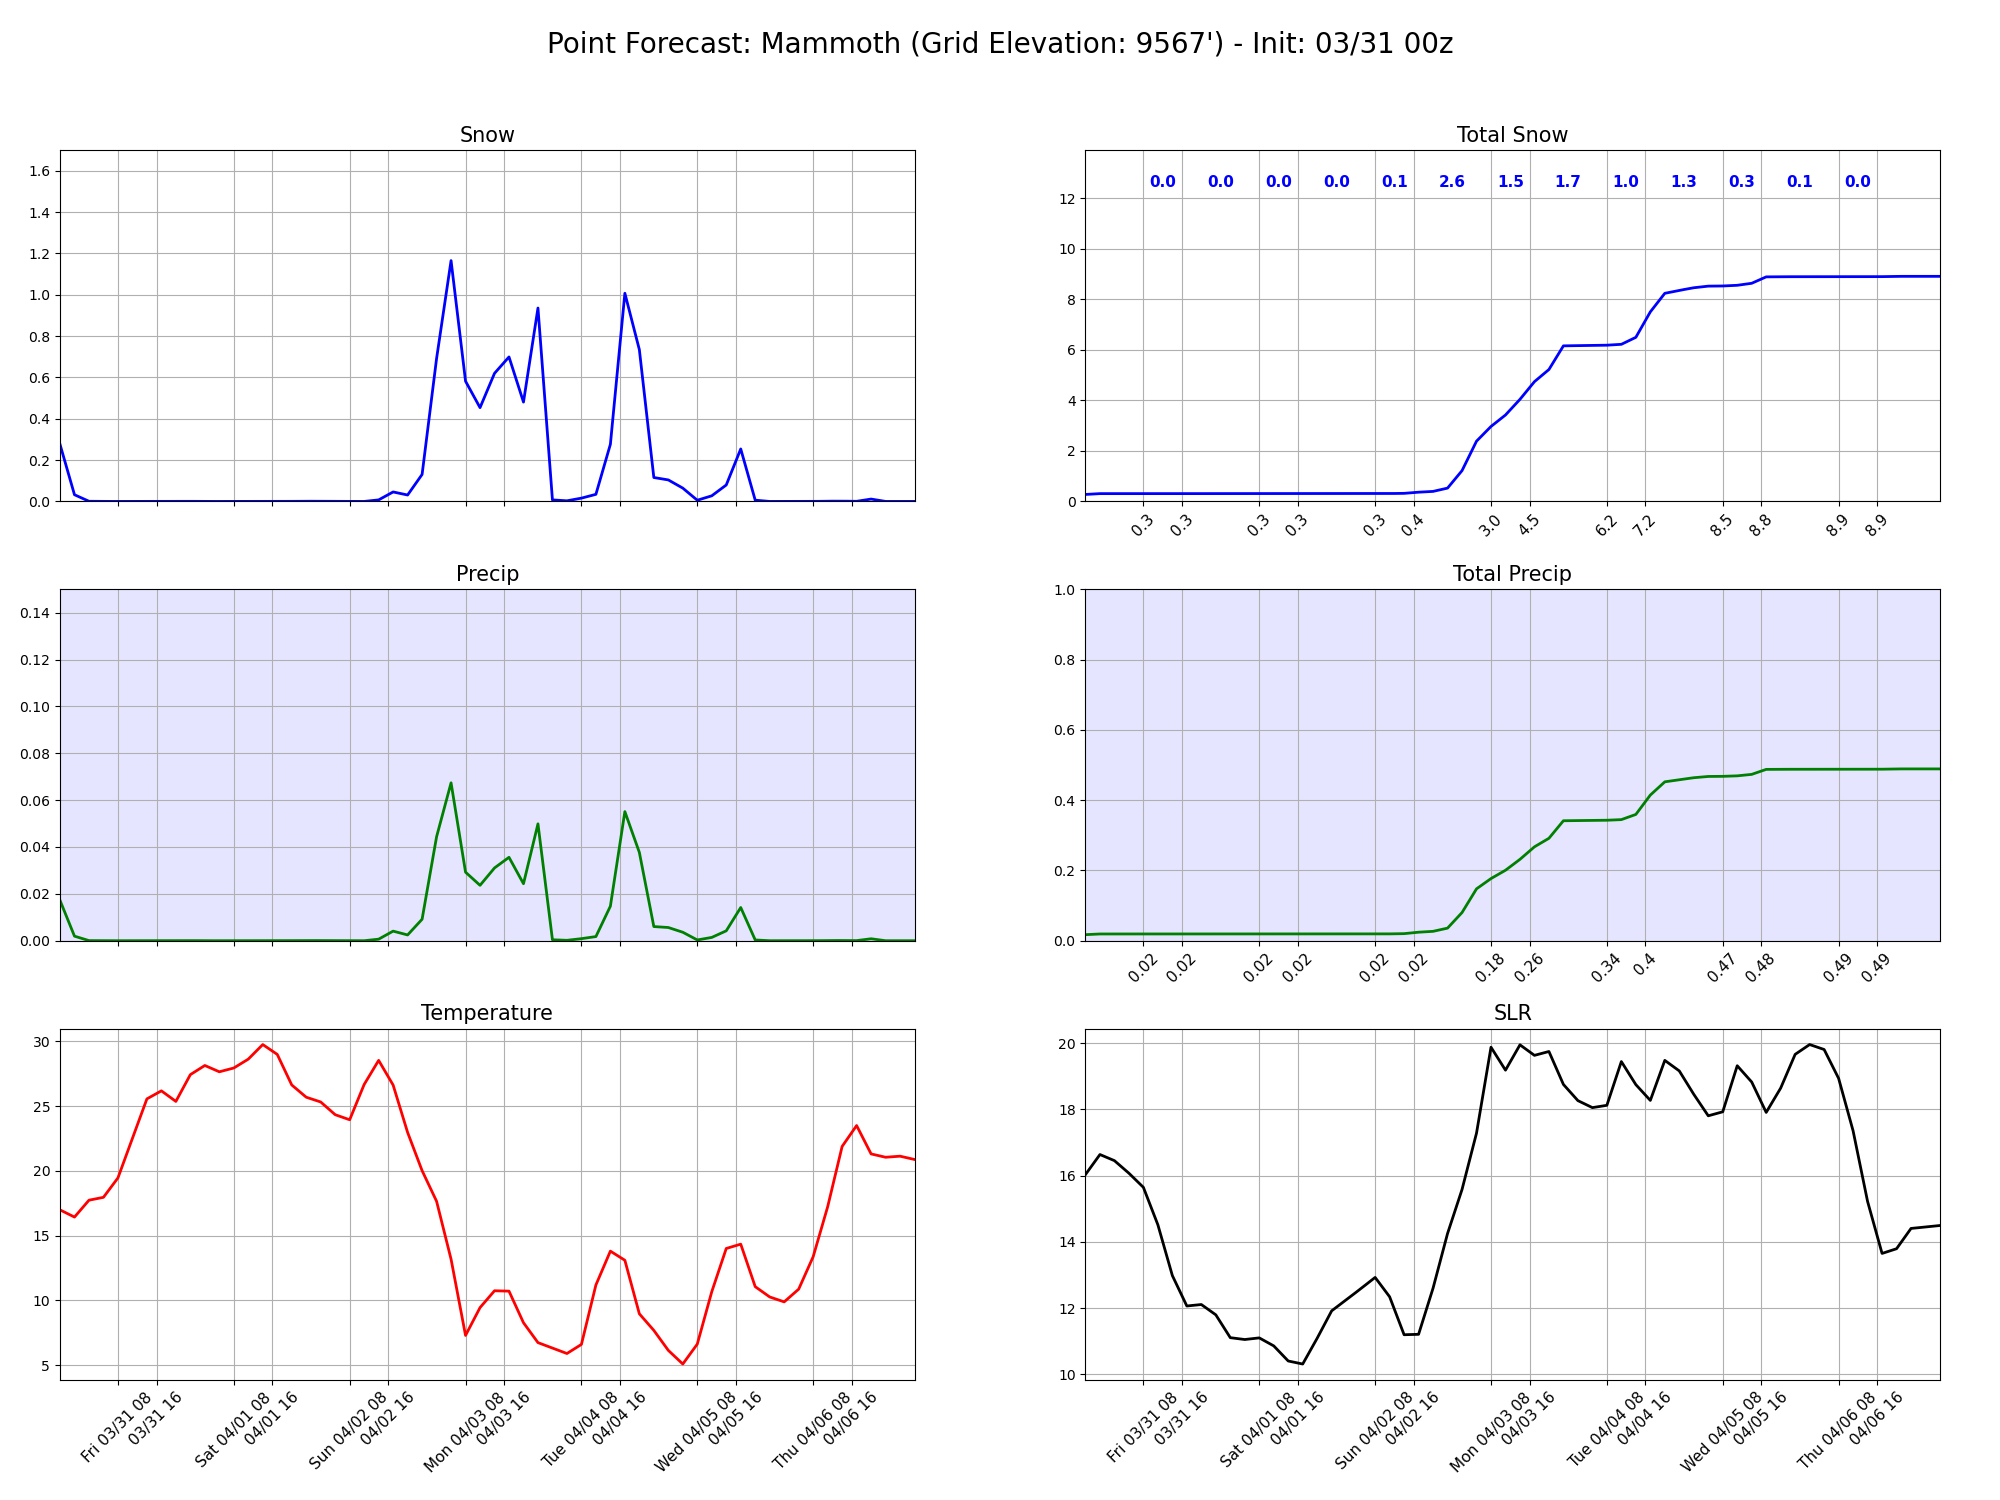 Point Forecast: Mammoth (Grid Elevation: 9567') - Init: 03/31 00z
Snow
1.6
1.4
1.2
1.0
0.8
0.6
0.4
0.2
0.0
Total Snow
0.0 0.0 0.0 0.0 0.1 2.6 1.5 1.7 1.0 1.3 0.3 0.1 0.0
12
10
8
6
4
2
0
0.3 0.3 0.3 0.3 0.3 0.4 3.0 4.5 6.2 7.2 8.5 8.8 8.9 8.9
Precip
0.14
0.12
0.10
0.08
0.06
0.04
0.02
0.00
Total Precip
1.0
0.8
0.6
0.4
0.2
0.0
0.02 0.02 0.02 0.02 0.02 0.02 0.18 0.26 0.34 0.4 0.47 0.48 0.49 0.49
Temperature
30
25
20
15
10
5
Fri 03/31 08
03/31 16
Sat 04/01 08
04/01 16
Sun 04/02 08
04/02 16
Mon 04/03 08
04/03 16
Tue 04/04 08
04/04 16
Wed 04/05 08
04/05 16
Thu 04/06 08
04/06 16
SLR
20
18
16
14
12
10
Fri 03/31 08
03/31 16
Sat 04/01 08
04/01 16
Sun 04/02 08
04/02 16
Mon 04/03 08
04/03 16
Tue 04/04 08
04/04 16
Wed 04/05 08
04/05 16
Thu 04/06 08
04/06 16